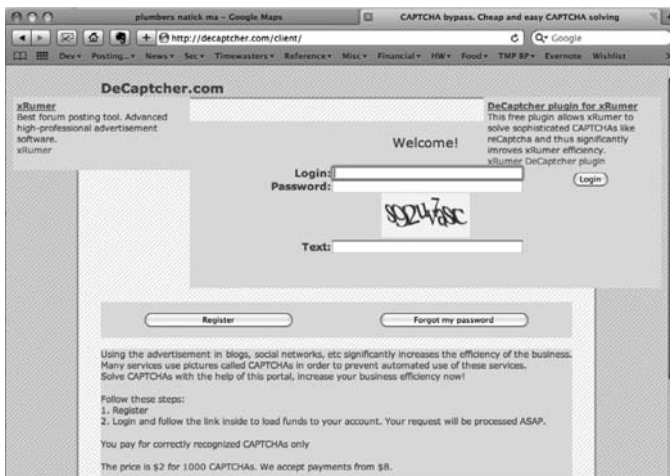 plumbers natick ma – Google Maps
CAPTCHA bypass. Cheap and easy CAPTCHA solving
http://decaptcher.com/client/
Google
Dev
Posting...
News
Sec
Timewasters
Reference
Misc
Financial
HW
Food
TMP BP
Evernote
Wishlist
DeCaptcher.com
xRumer
Best forum posting tool. Advanced
high-professional advertisement
software.
xRumer
DeCaptcher plugin for xRumer
This free plugin allows xRumer to
solve sophisticated CAPTCHAs like
reCaptcha and thus significantly
imroves xRumer efficiency.
xRumer DeCaptcher plugin
Welcome!
Login:
Password:
Login
Text:
Register
Forgot my password
Using the advertisement in blogs, social networks, etc significantly increases the efficiency of the business.
Many services use pictures called CAPTCHAs in order to prevent automated use of these services.
Solve CAPTCHAs with the help of this portal, increase your business efficiency now!
Follow these steps:
1. Register
2. Login and follow the link inside to load funds to your account. Your request will be processed ASAP.
You pay for correctly recognized CAPTCHAs only
The price is $2 for 1000 CAPTCHAs. We accept payments from $8.